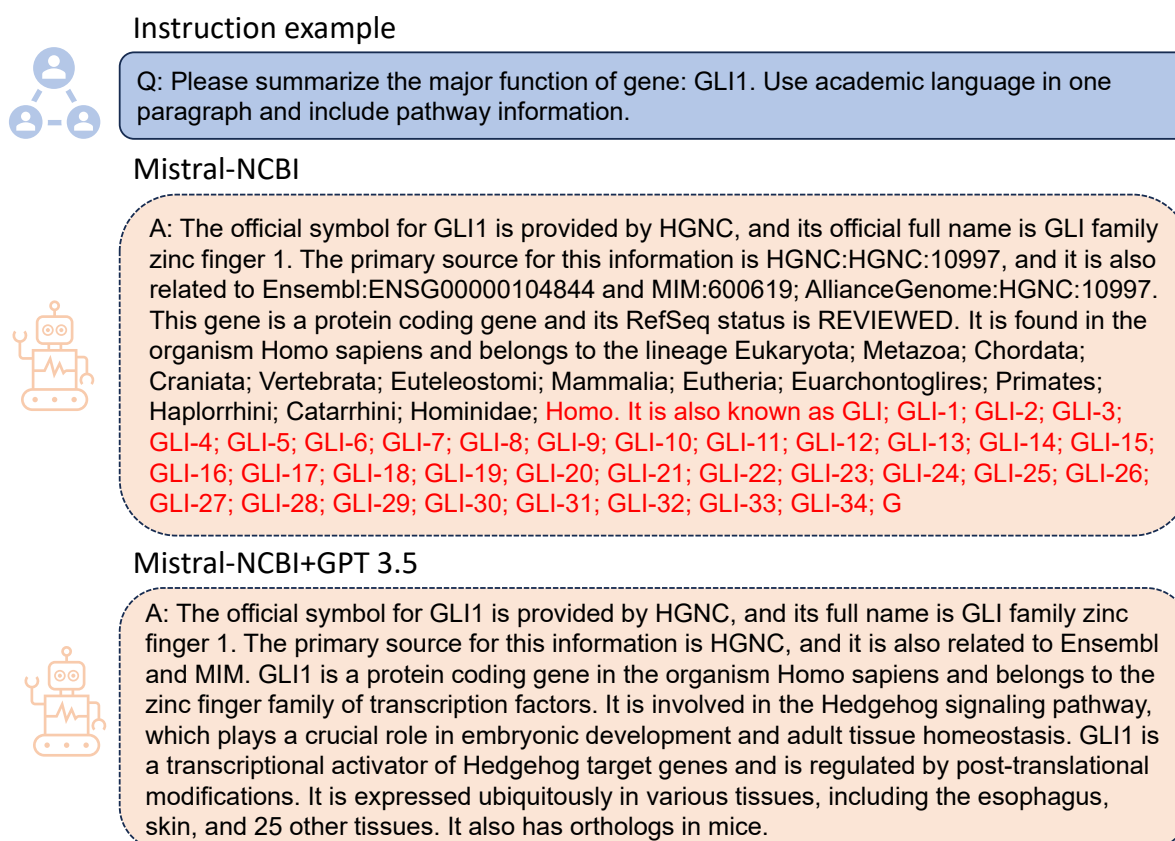 Instruction example
Q: Please summarize the major function of gene: GLI1. Use academic language in one
paragraph and include pathway information.
Mistral-NCBI
A: The official symbol for GLI1 is provided by HGNC, and its official full name is GLI family
zinc finger 1. The primary source for this information is HGNC:HGNC:10997, and it is also
related to Ensembl:ENSG00000104844 and MIM:600619; AllianceGenome:HGNC:10997.
This gene is a protein coding gene and its RefSeq status is REVIEWED. It is found in the
organism Homo sapiens and belongs to the lineage Eukaryota; Metazoa; Chordata;
Craniata; Vertebrata; Euteleostomi; Mammalia; Eutheria; Euarchontoglires; Primates;
Haplorrhini; Catarrhini; Hominidae; Homo. It is also known as GLI; GLI-1; GLI-2; GLI-3;
GLI-4; GLI-5; GLI-6; GLI-7; GLI-8; GLI-9; GLI-10; GLI-11; GLI-12; GLI-13; GLI-14; GLI-15;
GLI-16; GLI-17; GLI-18; GLI-19; GLI-20; GLI-21; GLI-22; GLI-23; GLI-24; GLI-25; GLI-26;
GLI-27; GLI-28; GLI-29; GLI-30; GLI-31; GLI-32; GLI-33; GLI-34; G
Mistral-NCBI+GPT 3.5
A: The official symbol for GLI1 is provided by HGNC, and its full name is GLI family zinc
finger 1. The primary source for this information is HGNC, and it is also related to Ensembl
and MIM. GLI1 is a protein coding gene in the organism Homo sapiens and belongs to the
zinc finger family of transcription factors. It is involved in the Hedgehog signaling pathway,
which plays a crucial role in embryonic development and adult tissue homeostasis. GLI1 is
a transcriptional activator of Hedgehog target genes and is regulated by post-translational
modifications. It is expressed ubiquitously in various tissues, including the esophagus,
skin, and 25 other tissues. It also has orthologs in mice.